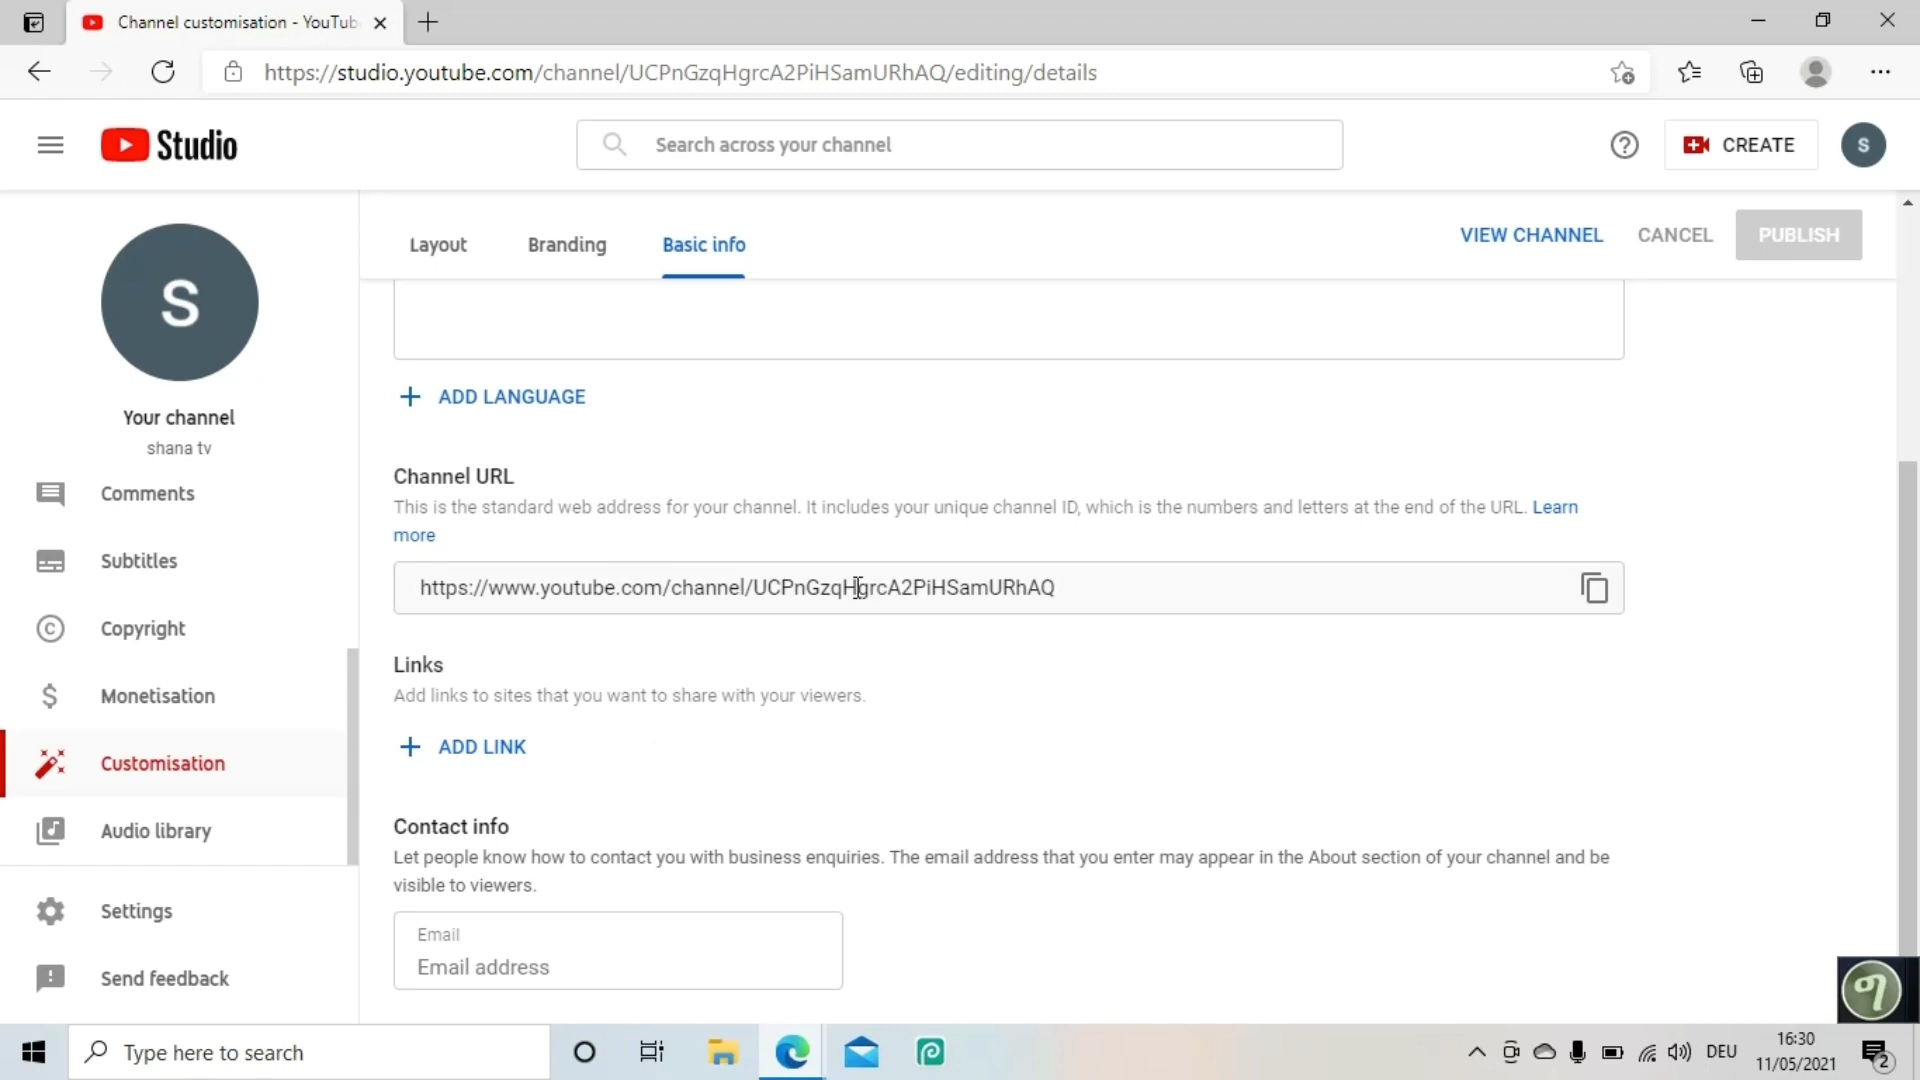 Channel customisation - YouTub
https://studio.youtube.com/channel/UCPnGzqHgrcA2PiHSamURhAQ/editing/details
Studio
Search across your channel
CREATE
S
S
Your channel
shana tv
Comments
Subtitles
Copyright
Monetisation
Customisation
Audio library
Settings
Send feedback
Layout
Branding
Basic info
VIEW CHANNEL
CANCEL
PUBLISH
ADD LANGUAGE
Channel URL
This is the standard web address for your channel. It includes your unique channel ID, which is the numbers and letters at the end of the URL. Learn
more
https://www.youtube.com/channel/UCPnGzqHgrcA2PiHSamURhAQ
Links
Add links to sites that you want to share with your viewers.
ADD LINK
Contact info
Let people know how to contact you with business enquiries. The email address that you enter may appear in the About section of your channel and be
visible to viewers.
Email
Email address
Type here to search
DEU
16:30
11/05/2021
2